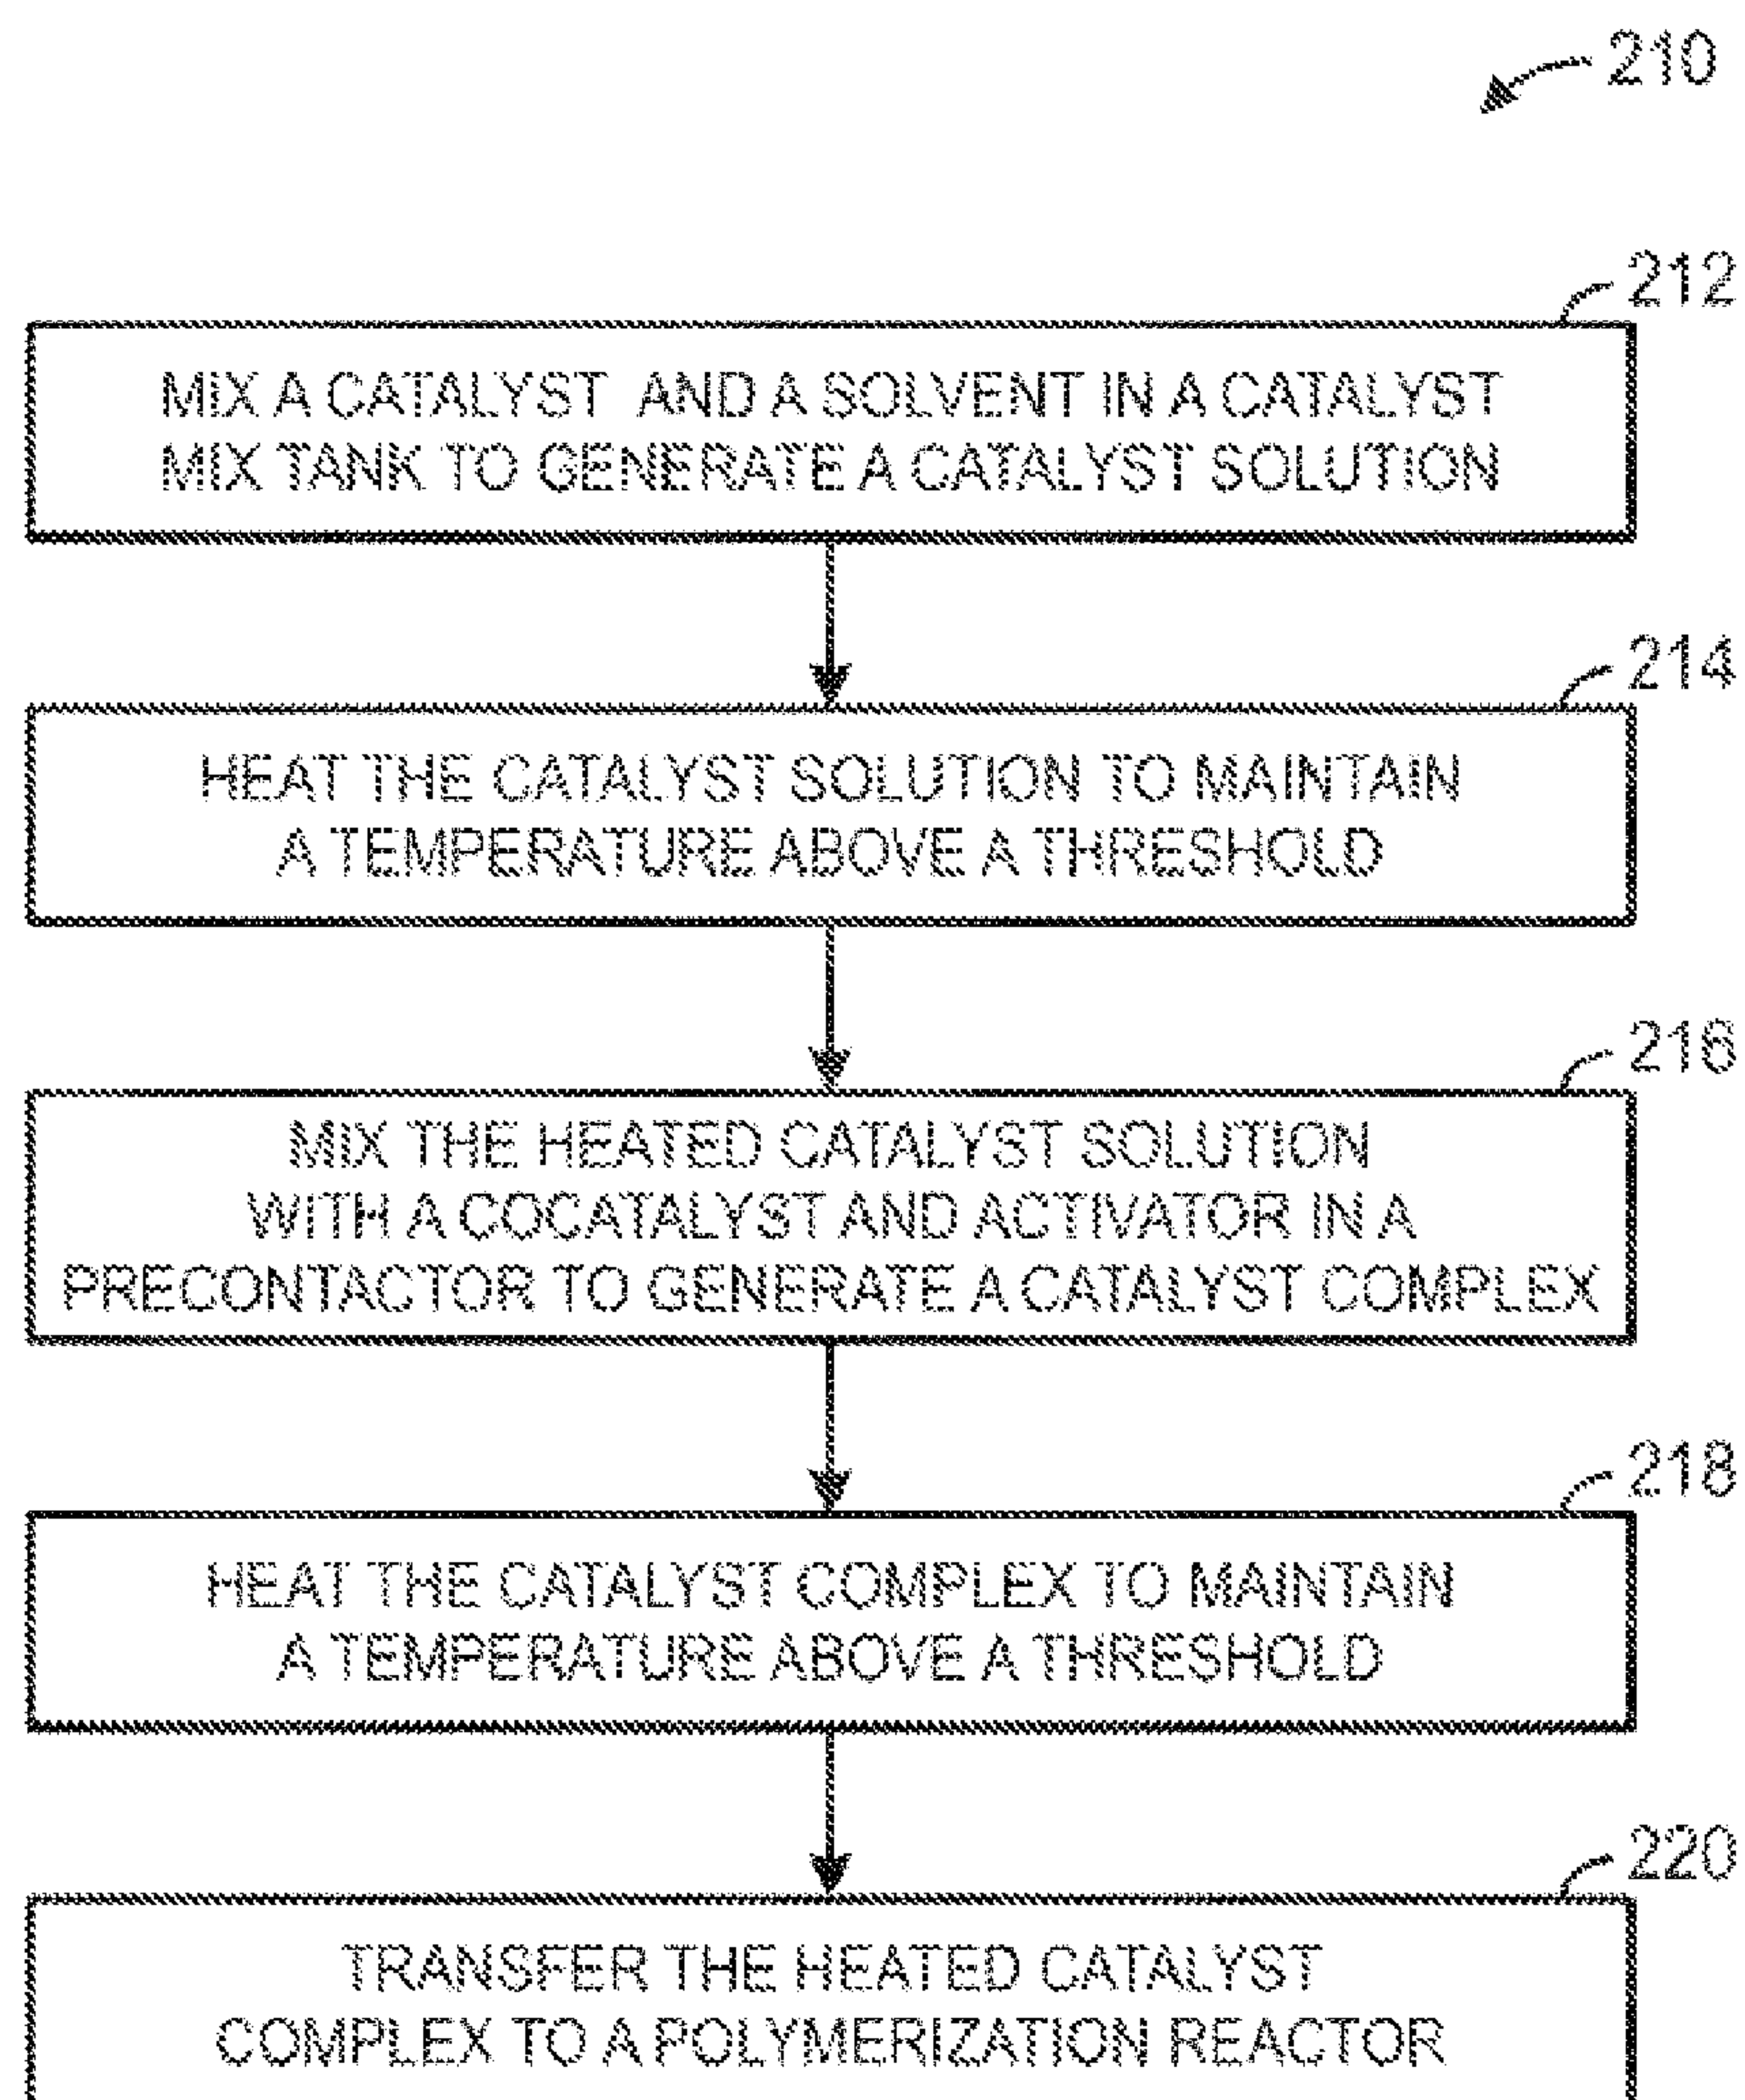 210
212
MIX A CATALYST AND A SOLVENT IN A CATALYST
MIX TANK TO GENERATE A CATALYST SOLUTION
214
HEAT THE CATALYST SOLUTION TO MAINTAIN
A TEMPERATURE ABOVE A THRESHOLD
216
MIX THE HEATED CATALYST SOLUTION
WITH A COCATALYST AND ACTIVATOR IN A
PRECONTACTOR TO GENERATE A CATALYST COMPLEX
218
HEAT THE CATALYST COMPLEX TO MAINTAIN
A TEMPERATURE ABOVE A THRESHOLD
220
TRANSFER THE HEATED CATALYST
COMPLEX TO A POLYMERIZATION REACTOR